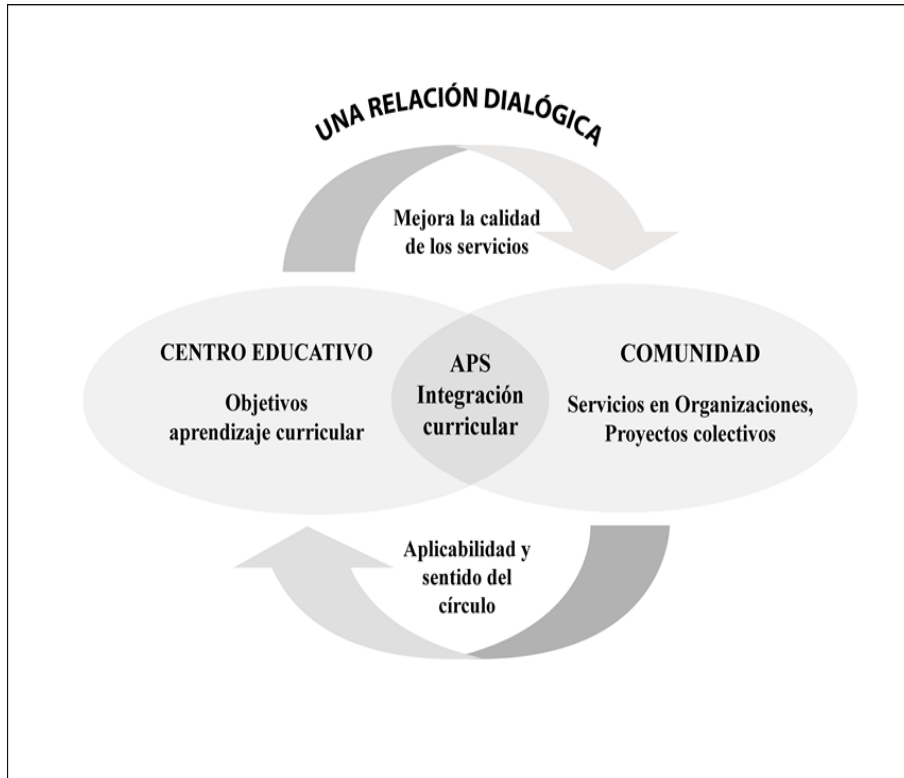 UNA RELACIÓN DIALÓGICA
Mejora la calidad
de los servicios
CENTRO EDUCATIVO
Objetivos
aprendizaje curricular
APS
Integración
curricular
COMUNIDAD
Servicios en Organizaciones,
Proyectos colectivos
Aplicabilidad y
sentido del
círculo